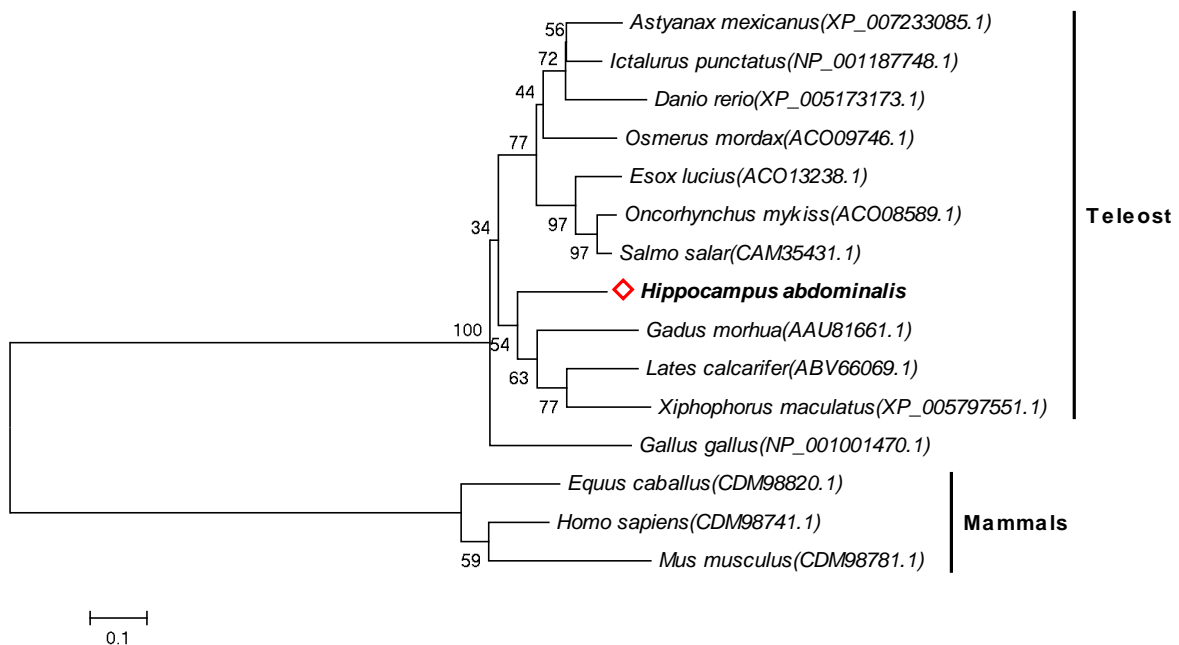 Astyanax mexicanus(XP_007233085.1)
56
Ictalurus punctatus(NP_001187748.1)
72
Danio rerio(XP_005173173.1)
44
Osmerus mordax(ACO09746.1)
77
Esox lucius(ACO13238.1)
Oncorhynchus mykiss(ACO08589.1)
Teleost
97
34
Salmo salar(CAM35431.1)
97
Hippocampus abdominalis
Gadus morhua(AAU81661.1)
100
54
Lates calcarifer(ABV66069.1)
63
Xiphophorus maculatus(XP_005797551.1)
77
Gallus gallus(NP_001001470.1)
Equus caballus(CDM98820.1)
Homo sapiens(CDM98741.1)
Mammals
Mus musculus(CDM98781.1)
59
0.1